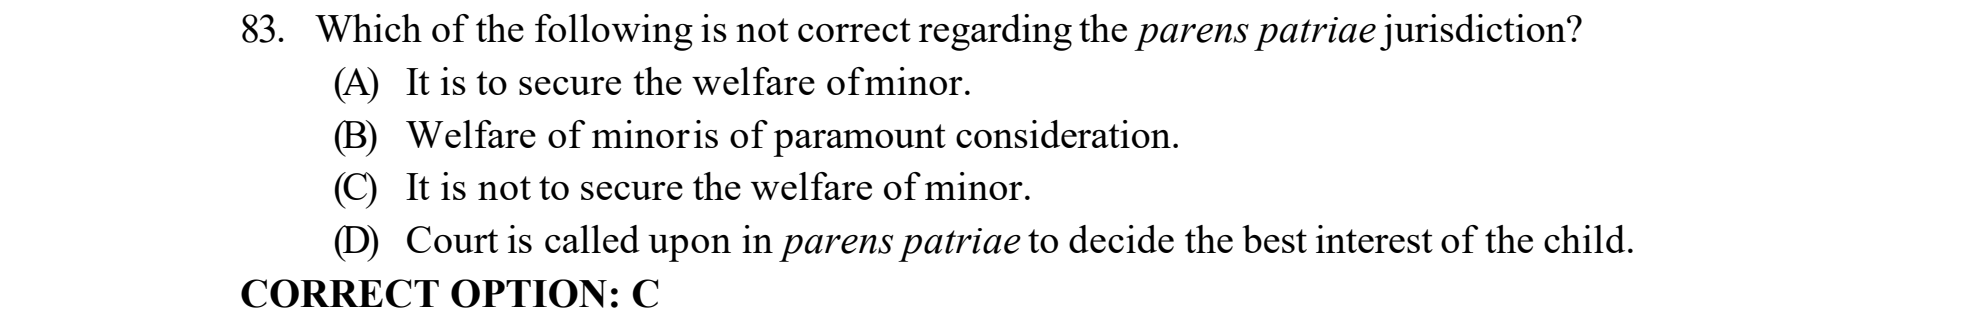 83. Which of the following is not correct regarding the parens patriae jurisdiction?
(A) It is to secure the welfare of minor.
(B) Welfare of minor is of paramount consideration.
(C) It is not to secure the welfare of minor.
(D) Court is called upon in parens patriae to decide the best interest of the child.
CORRECT OPTION: C